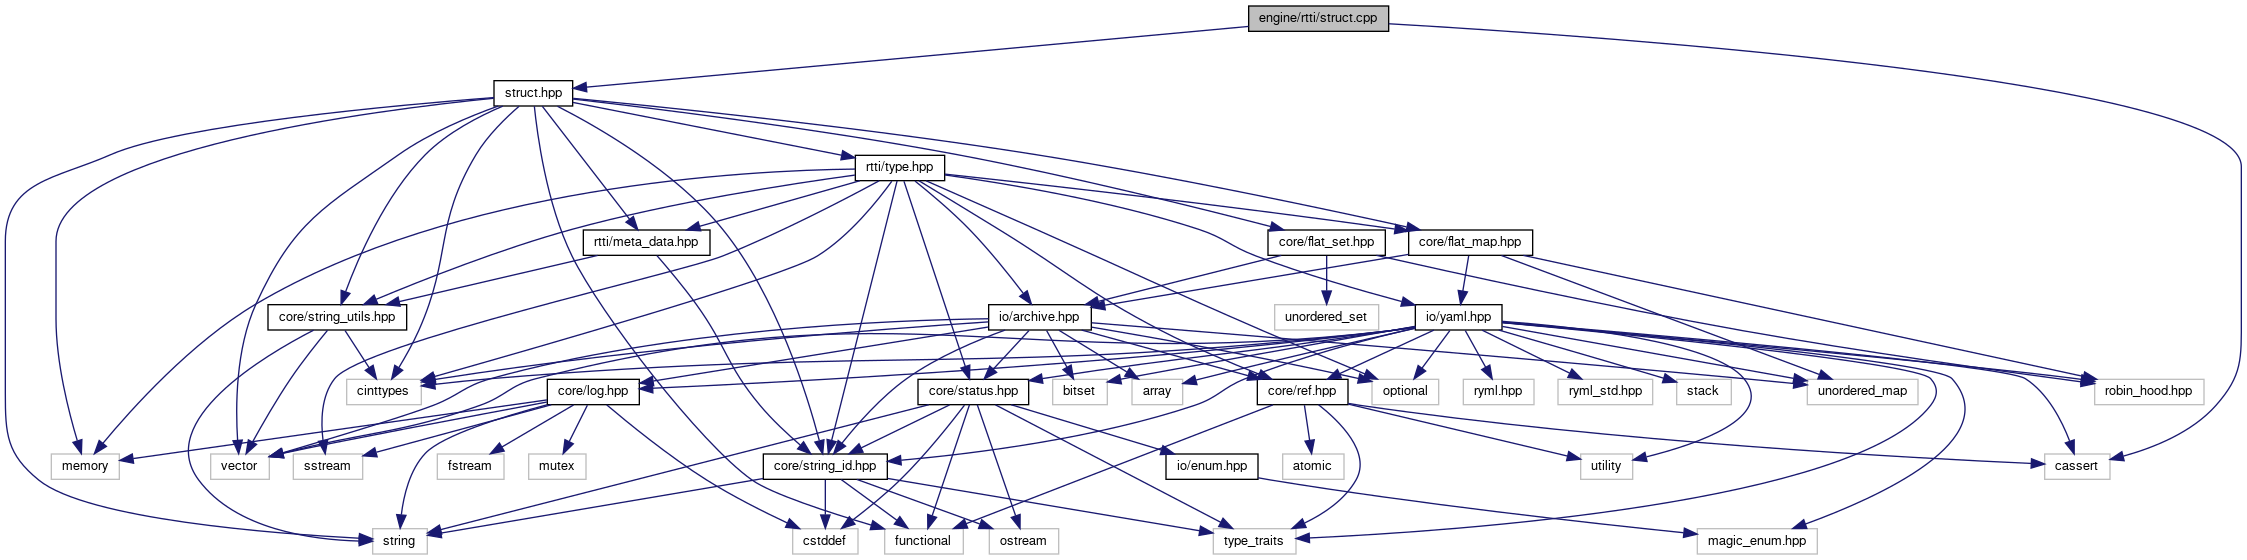 engine/rtti/struct.cpp
struct.hpp
rtti/type.hpp
rtti/meta_data.hpp
core/flat_set.hpp
core/flat_map.hpp
core/string_utils.hpp
io/archive.hpp
unordered_set
io/yaml.hpp
cinttypes
core/log.hpp
core/status.hpp
bitset
array
core/ref.hpp
optional
ryml.hpp
ryml_std.hpp
stack
unordered_map
robin_hood.hpp
memory
vector
sstream
fstream
mutex
core/string_id.hpp
io/enum.hpp
atomic
utility
cassert
string
cstddef
functional
ostream
type_traits
magic_enum.hpp